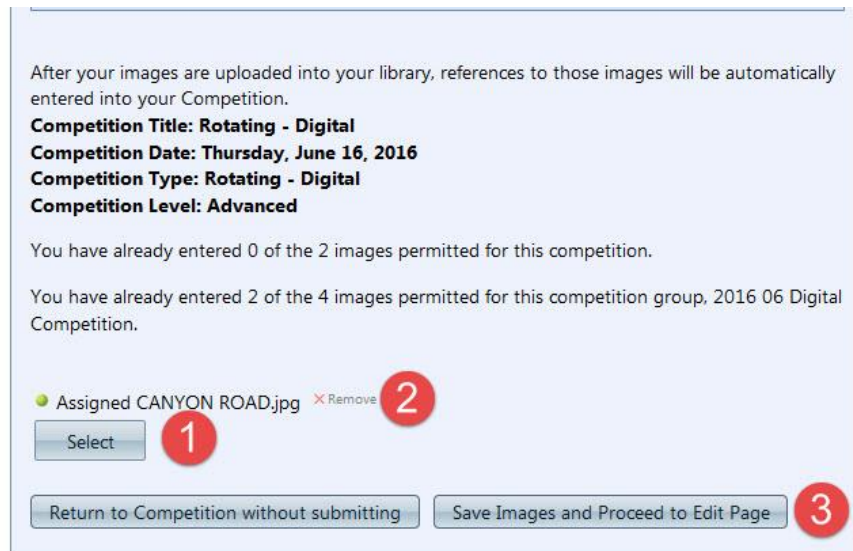 After your images are uploaded into your library, references to those images will be automatically
entered into your Competition.
Competition Title: Rotating - Digital
Competition Date: Thursday, June 16, 2016
Competition Type: Rotating - Digital
Competition Level: Advanced
You have already entered 0 of the 2 images permitted for this competition.
You have already entered 2 of the 4 images permitted for this competition group, 2016 06 Digital
Competition.
Assigned CANYON ROAD.jpg × Remove 2
Select 1
Return to Competition without submitting Save Images and Proceed to Edit Page 3